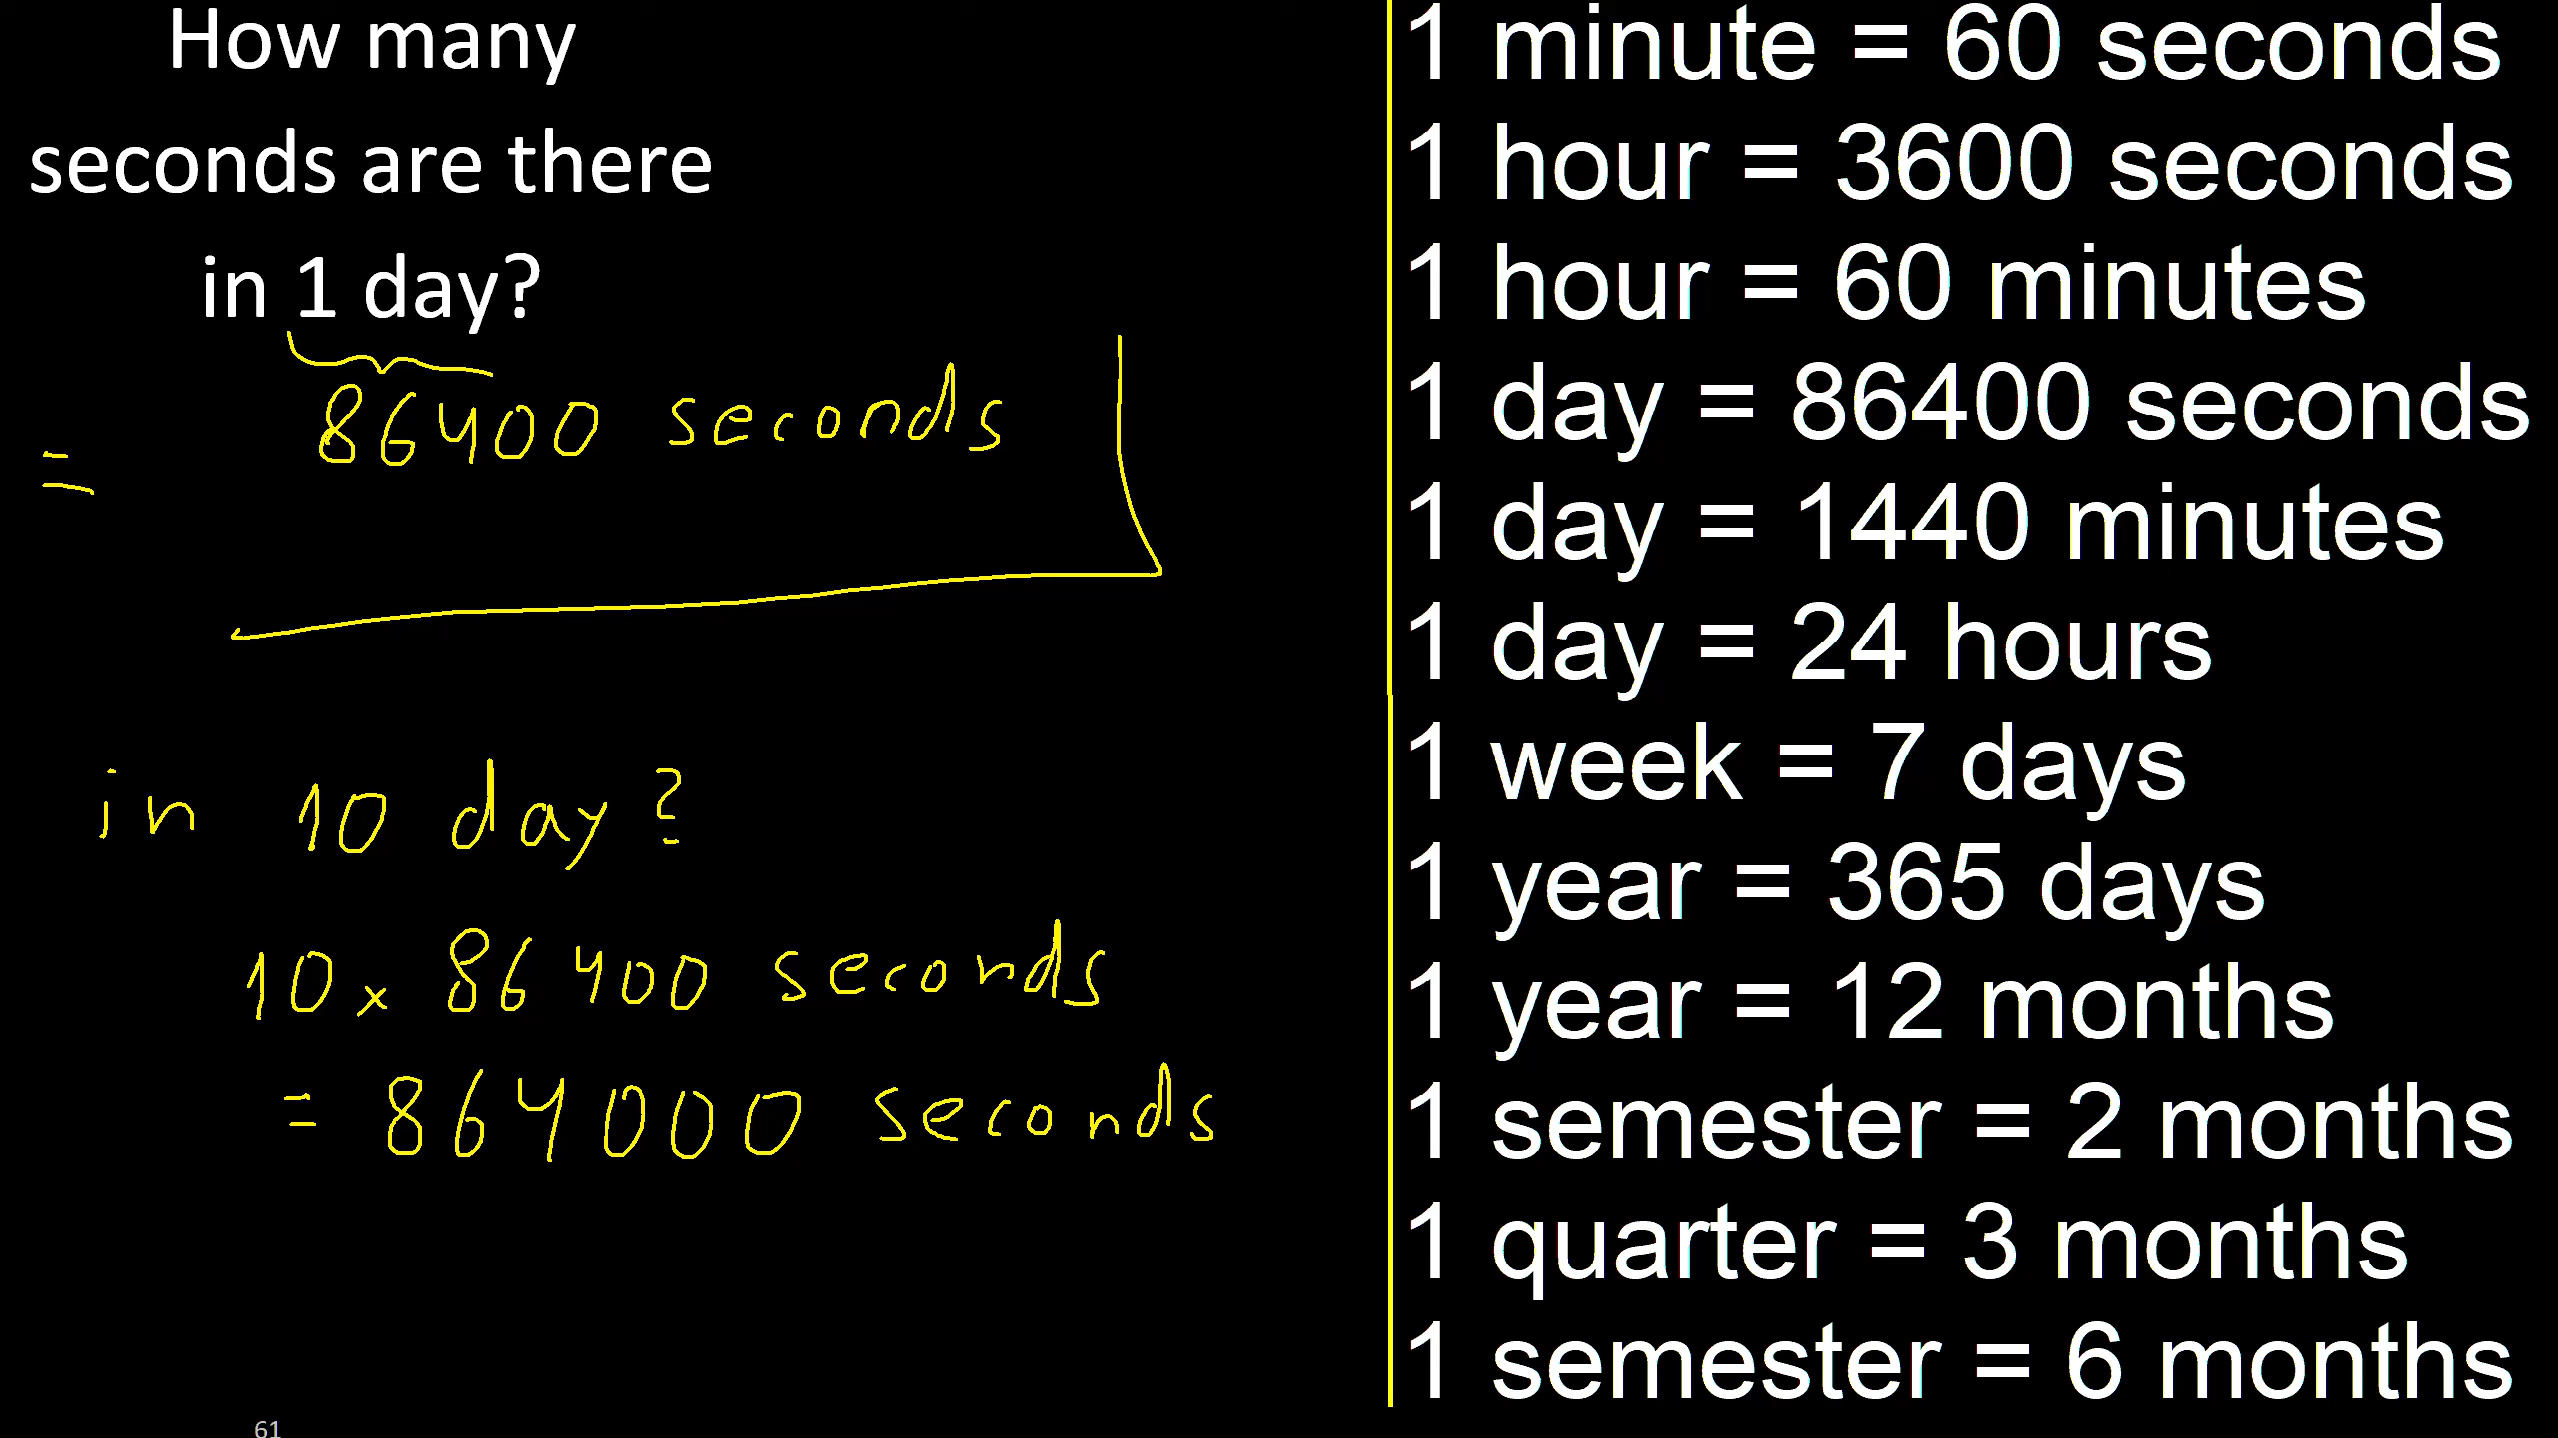 How many
seconds are there
in 1 day?
= 86400 seconds
in 10 day?
10 x 86400 seconds
= 864000 seconds
61
1 minute = 60 seconds
1 hour = 3600 seconds
1 hour = 60 minutes
1 day = 86400 seconds
1 day = 1440 minutes
1 day = 24 hours
1 week = 7 days
1 year = 365 days
1 year = 12 months
1 semester = 2 months
1 quarter = 3 months
1 semester = 6 months